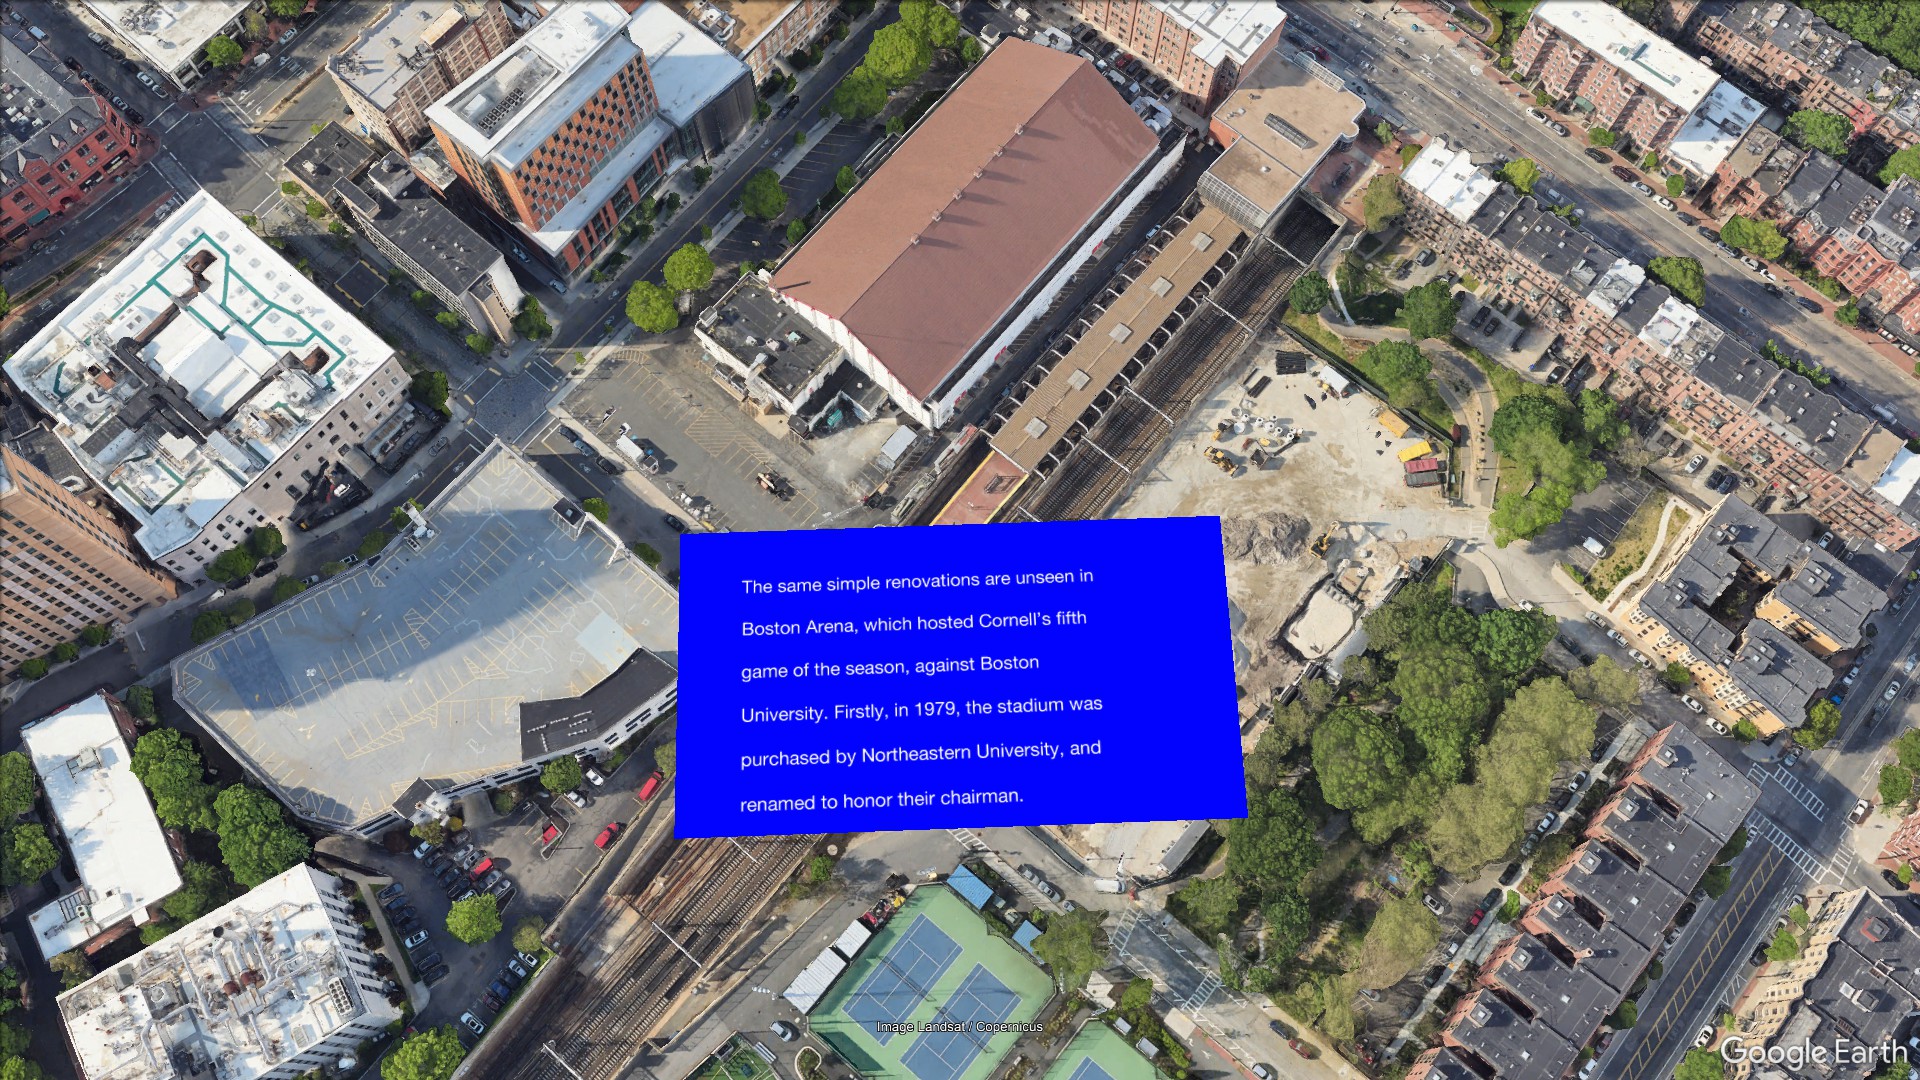 The same simple renovations are unseen in
Boston Arena, which hosted Cornell's fifth
game of the season, against Boston
University. Firstly, in 1979, the stadium was
purchased by Northeastern University, and
renamed to honor their chairman.
Image Landsat / Copernicus
Google Earth